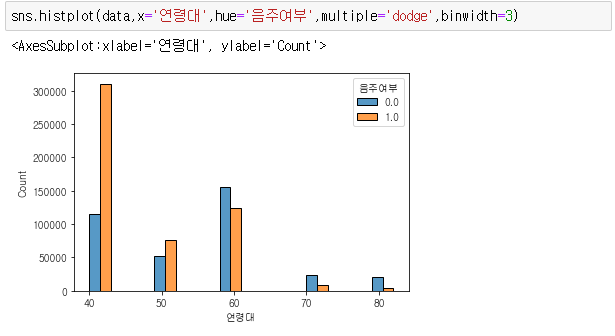 sns.histplot(data,x='연령대',hue='음주여부',multiple='dodge',binwidth=3)
<AxesSubplot:xlabel='연령대', ylabel='Count'>
음주여부
0.0
1.0
300000
250000
200000
150000
100000
50000
0
Count
40 50 60 70 80
연령대